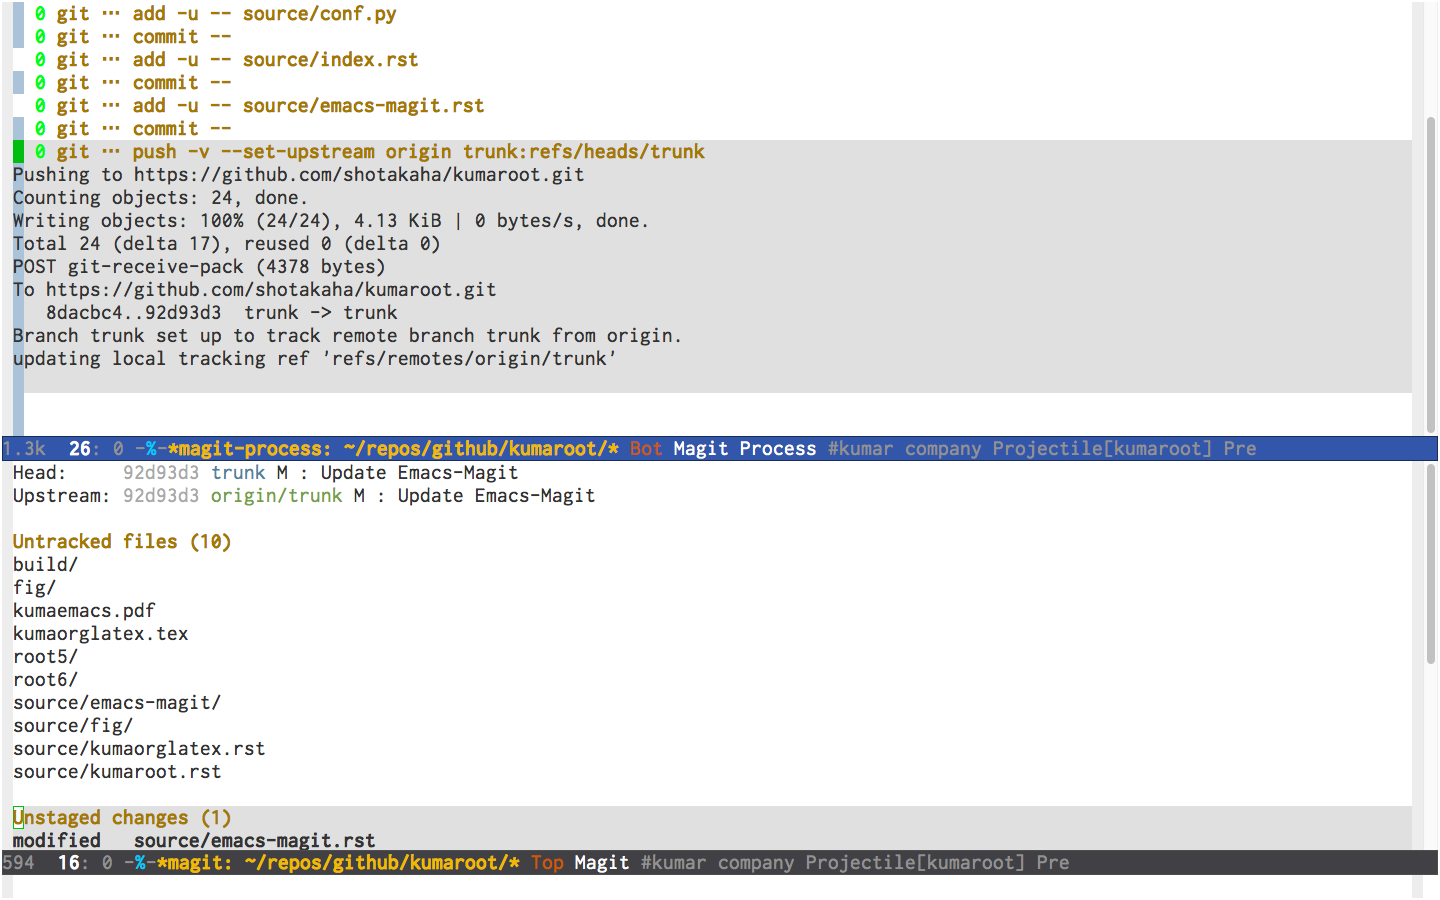 0 git ··· add -u -- source/conf.py
0 git ··· commit --
0 git ··· add -u -- source/index.rst
0 git ··· commit --
0 git ··· add -u -- source/emacs-magit.rst
0 git ··· commit --
0 git ··· push -v --set-upstream origin trunk:refs/heads/trunk
Pushing to https://github.com/shotakaha/kumaroot.git
Counting objects: 24, done.
Writing objects: 100% (24/24), 4.13 KiB | 0 bytes/s, done.
Total 24 (delta 17), reused 0 (delta 0)
POST git-receive-pack (4378 bytes)
To https://github.com/shotakaha/kumaroot.git
   8dacbc4..92d93d3  trunk -> trunk
Branch trunk set up to track remote branch trunk from origin.
updating local tracking ref 'refs/remotes/origin/trunk'
1.3k  26: 0 -%-*magit-process: ~/repos/github/kumaroot/* Bot Magit Process #kumar company Projectile[kumaroot] Pre
Head:     92d93d3 trunk M : Update Emacs-Magit
Upstream: 92d93d3 origin/trunk M : Update Emacs-Magit
Untracked files (10)
build/
fig/
kumaemacs.pdf
kumaorglatex.tex
root5/
root6/
source/emacs-magit/
source/fig/
source/kumaorglatex.rst
source/kumaroot.rst
Unstaged changes (1)
modified   source/emacs-magit.rst
594  16: 0 -%-*magit: ~/repos/github/kumaroot/* Top Magit #kumar company Projectile[kumaroot] Pre